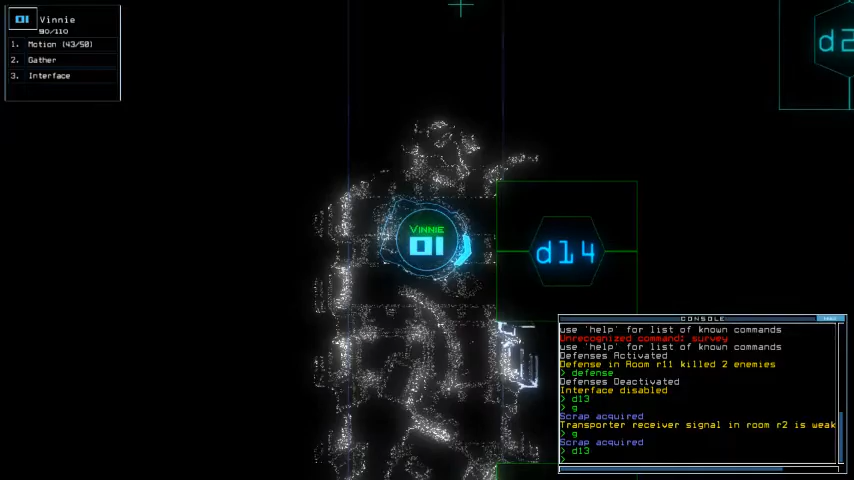 01 Vinnie
90/110
1. Motion (43/50)
2. Gather
3. Interface
d2
VINNIE
01
d14
CONSOLE
use 'help' for list of known commands
Unrecognized command: survey
use 'help' for list of known commands
Defenses Activated
Defense in Room r11 killed 2 enemies
> defense
Defenses Deactivated
Interface disabled
> d13
> g
Scrap acquired
Transporter receiver signal in room r2 is weak
> g
Scrap acquired
> d13
>